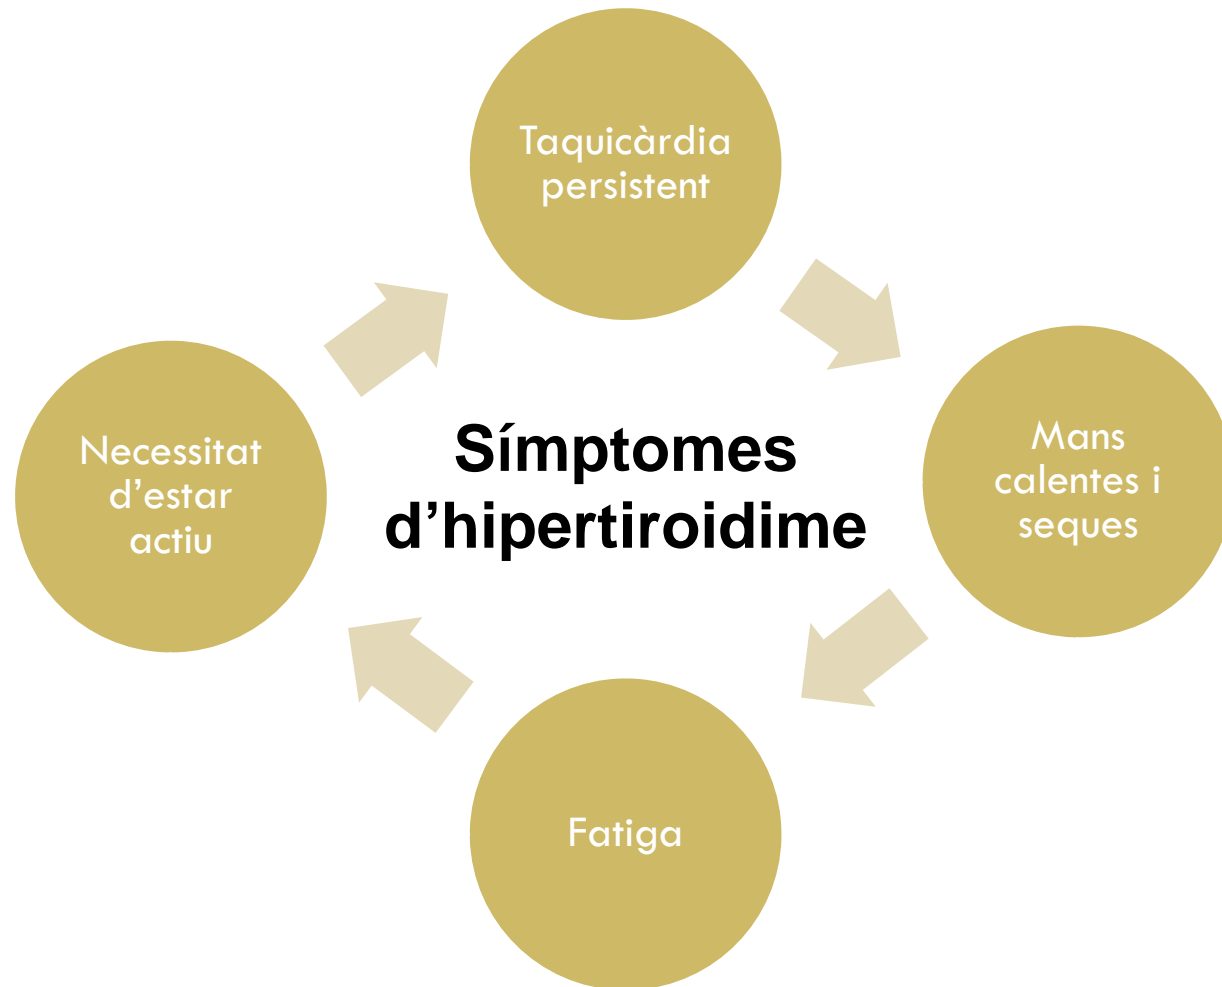 Taquicàrdia
persistent
Mans
calentes i
seques
Fatiga
Necessitat
d’estar
actiu
Símptomes
d’hipertiroidime